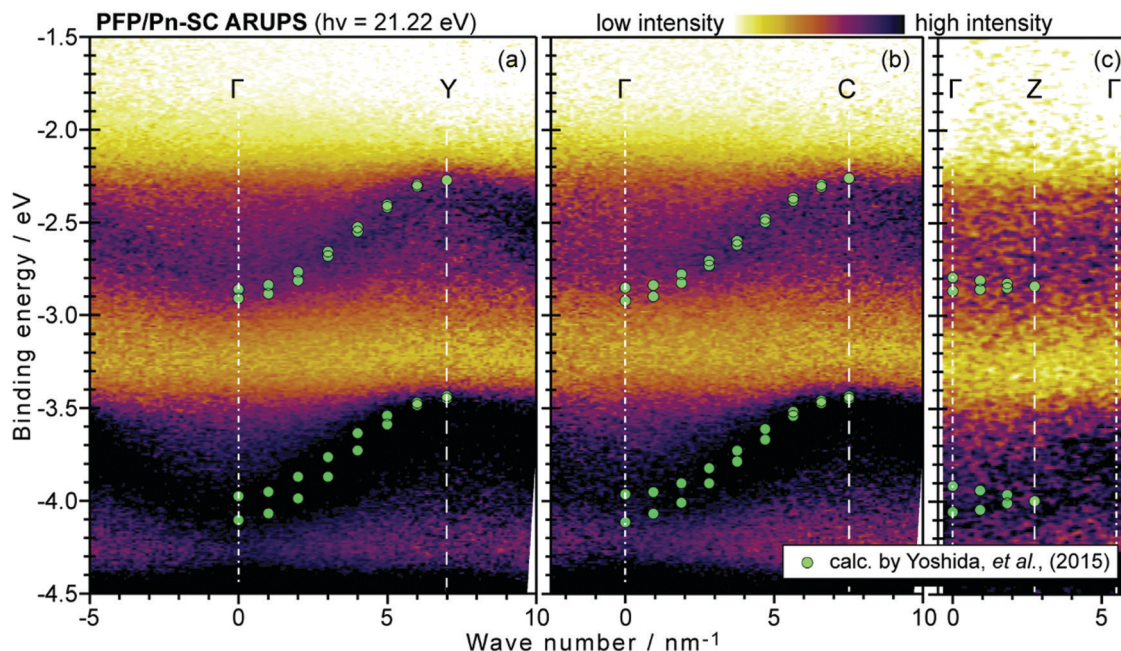 PFP/Pn-SC ARUPS (hν = 21.22 eV)
low intensity
high intensity
(a)
(b)
(c)
Γ
Y
Γ
C
Γ
Z
Γ
Binding energy / eV
-1.5
-2.0
-2.5
-3.0
-3.5
-4.0
-4.5
calc. by Yoshida, et al., (2015)
-5
0
5
10
0
5
10
0
5
Wave number / nm⁻¹